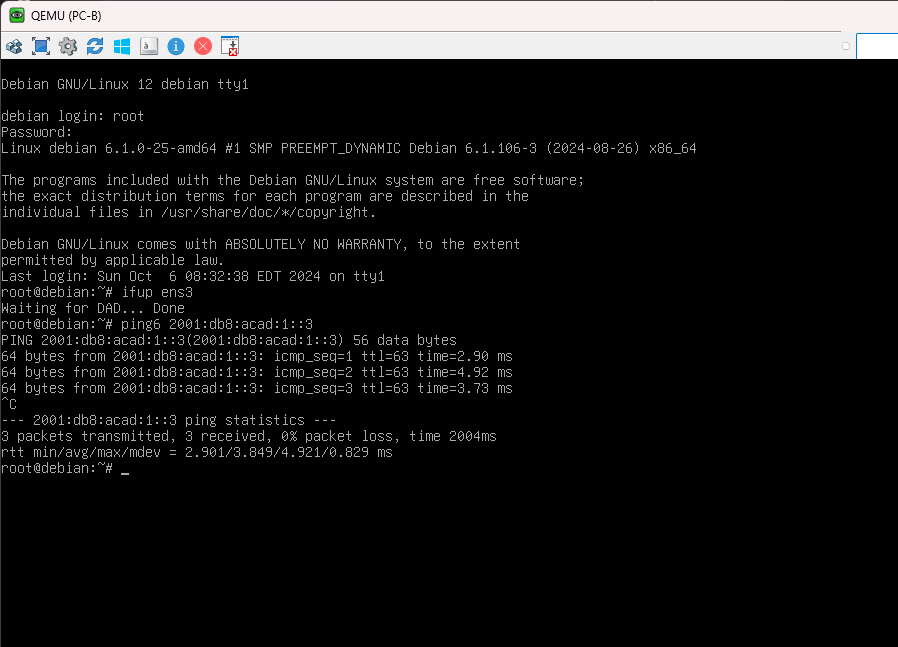 QEMU (PC-B)
Debian GNU/Linux 12 debian tty1
debian login: root
Password:
Linux debian 6.1.0-25-amd64 #1 SMP PREEMPT_DYNAMIC Debian 6.1.106-3 (2024-08-26) x86_64
The programs included with the Debian GNU/Linux system are free software;
the exact distribution terms for each program are described in the
individual files in /usr/share/doc/*/copyright.
Debian GNU/Linux comes with ABSOLUTELY NO WARRANTY, to the extent
permitted by applicable law.
Last login: Sun Oct  6 08:32:38 EDT 2024 on tty1
root@debian:~# ifup ens3
Waiting for DAD... Done
root@debian:~# ping6 2001:db8:acad:1::3
PING 2001:db8:acad:1::3(2001:db8:acad:1::3) 56 data bytes
64 bytes from 2001:db8:acad:1::3: icmp_seq=1 ttl=63 time=2.90 ms
64 bytes from 2001:db8:acad:1::3: icmp_seq=2 ttl=63 time=4.92 ms
64 bytes from 2001:db8:acad:1::3: icmp_seq=3 ttl=63 time=3.73 ms
^C
--- 2001:db8:acad:1::3 ping statistics ---
3 packets transmitted, 3 received, 0% packet loss, time 2004ms
rtt min/avg/max/mdev = 2.901/3.849/4.921/0.829 ms
root@debian:~# _